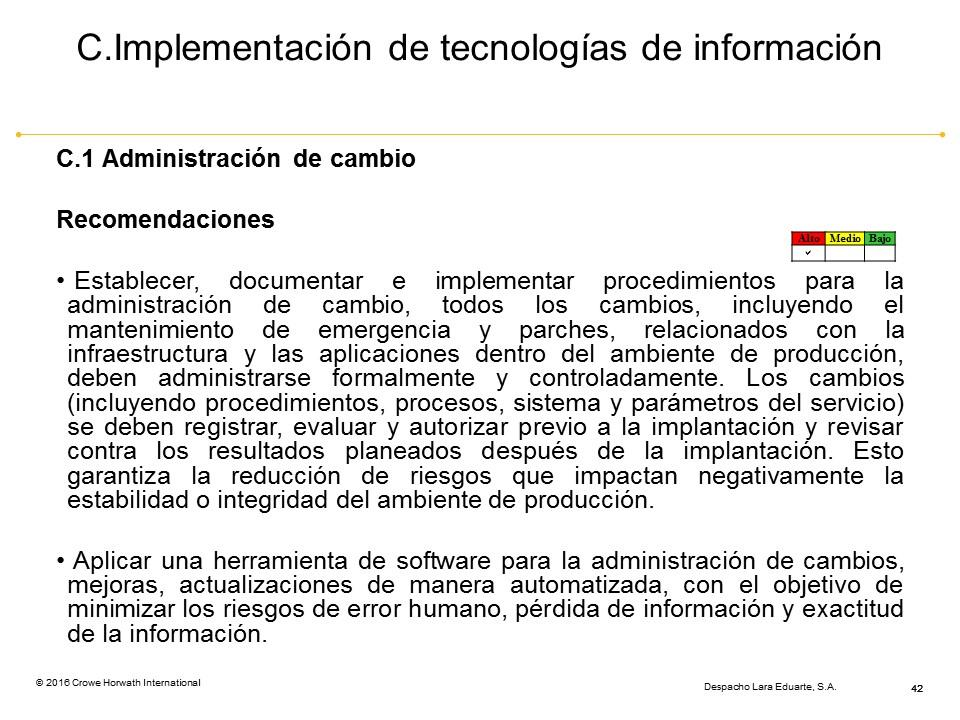 C.Implementación de tecnologías de información
C.1 Administración de cambio
Recomendaciones
Alto Medio Bajo
✓
• Establecer, documentar e implementar procedimientos para la
administración de cambio, todos los cambios, incluyendo el
mantenimiento de emergencia y parches, relacionados con la
infraestructura y las aplicaciones dentro del ambiente de producción,
deben administrarse formalmente y controladamente. Los cambios
(incluyendo procedimientos, procesos, sistema y parámetros del servicio)
se deben registrar, evaluar y autorizar previo a la implantación y revisar
contra los resultados planeados después de la implantación. Esto
garantiza la reducción de riesgos que impactan negativamente la
estabilidad o integridad del ambiente de producción.
• Aplicar una herramienta de software para la administración de cambios,
mejoras, actualizaciones de manera automatizada, con el objetivo de
minimizar los riesgos de error humano, pérdida de información y exactitud
de la información.
© 2016 Crowe Horwath International
Despacho Lara Eduarte, S.A.
42